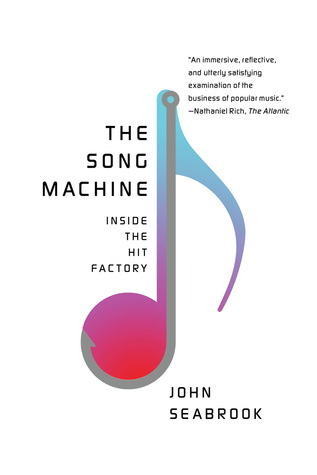 "An immersive, reflective,
and utterly satisfying
examination of the
business of popular music."
—Nathaniel Rich, The Atlantic
THE
SONG
MACHINE
INSIDE
THE
HIT
FACTORY
JOHN
SEABROOK